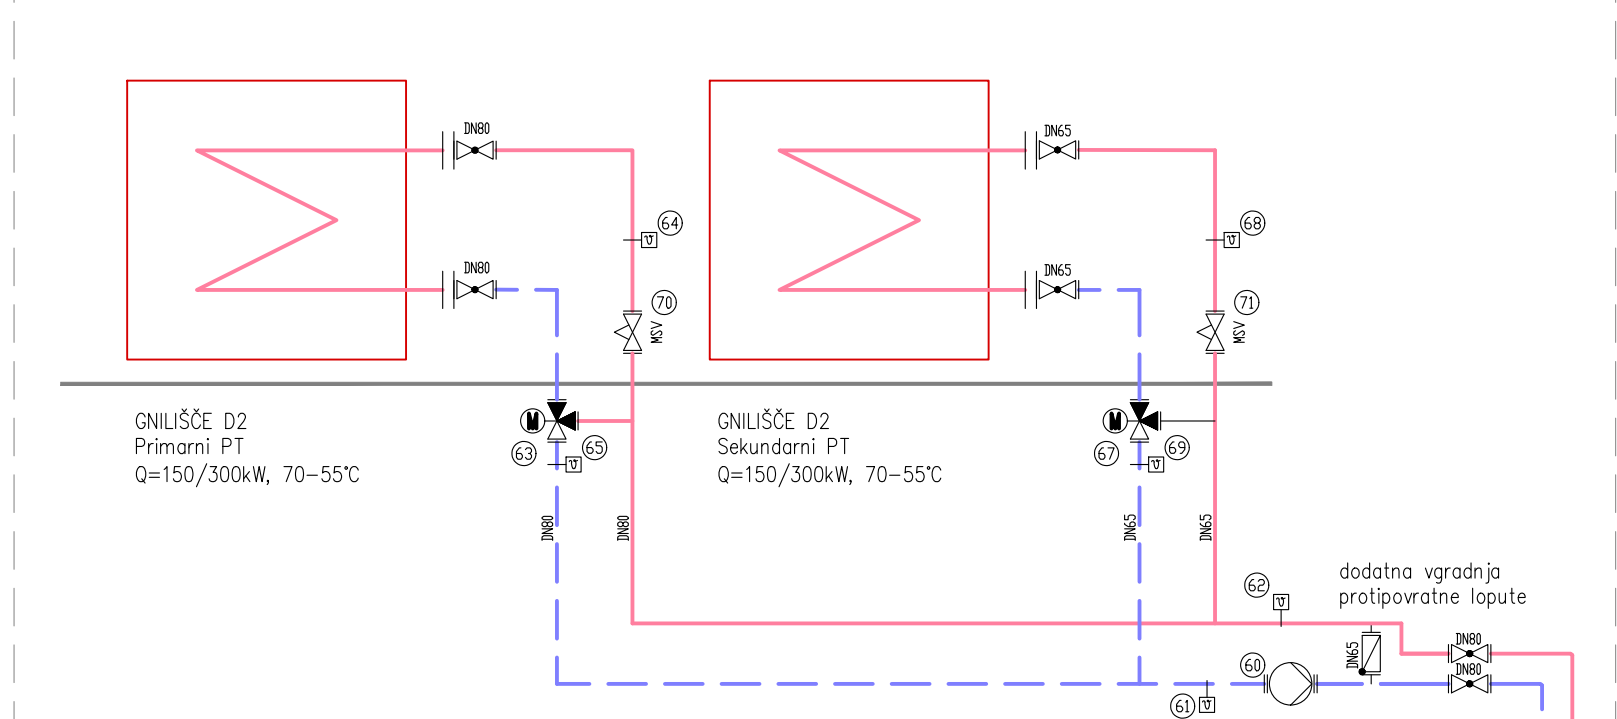 DN80
DN65
64
68
DN80
DN65
70
MSV
71
MSV
GNILIŠČE D2
Primarni PT
Q=150/300kW, 70-55°C
M
63
65
ϑ
ϑ
GNILIŠČE D2
Sekundarni PT
Q=150/300kW, 70-55°C
M
67
69
ϑ
ϑ
DN80
DN80
DN65
DN65
dodatna vgradnja
protipovratne lopute
62
ϑ
DN65
DN80
60
DN80
61
ϑ